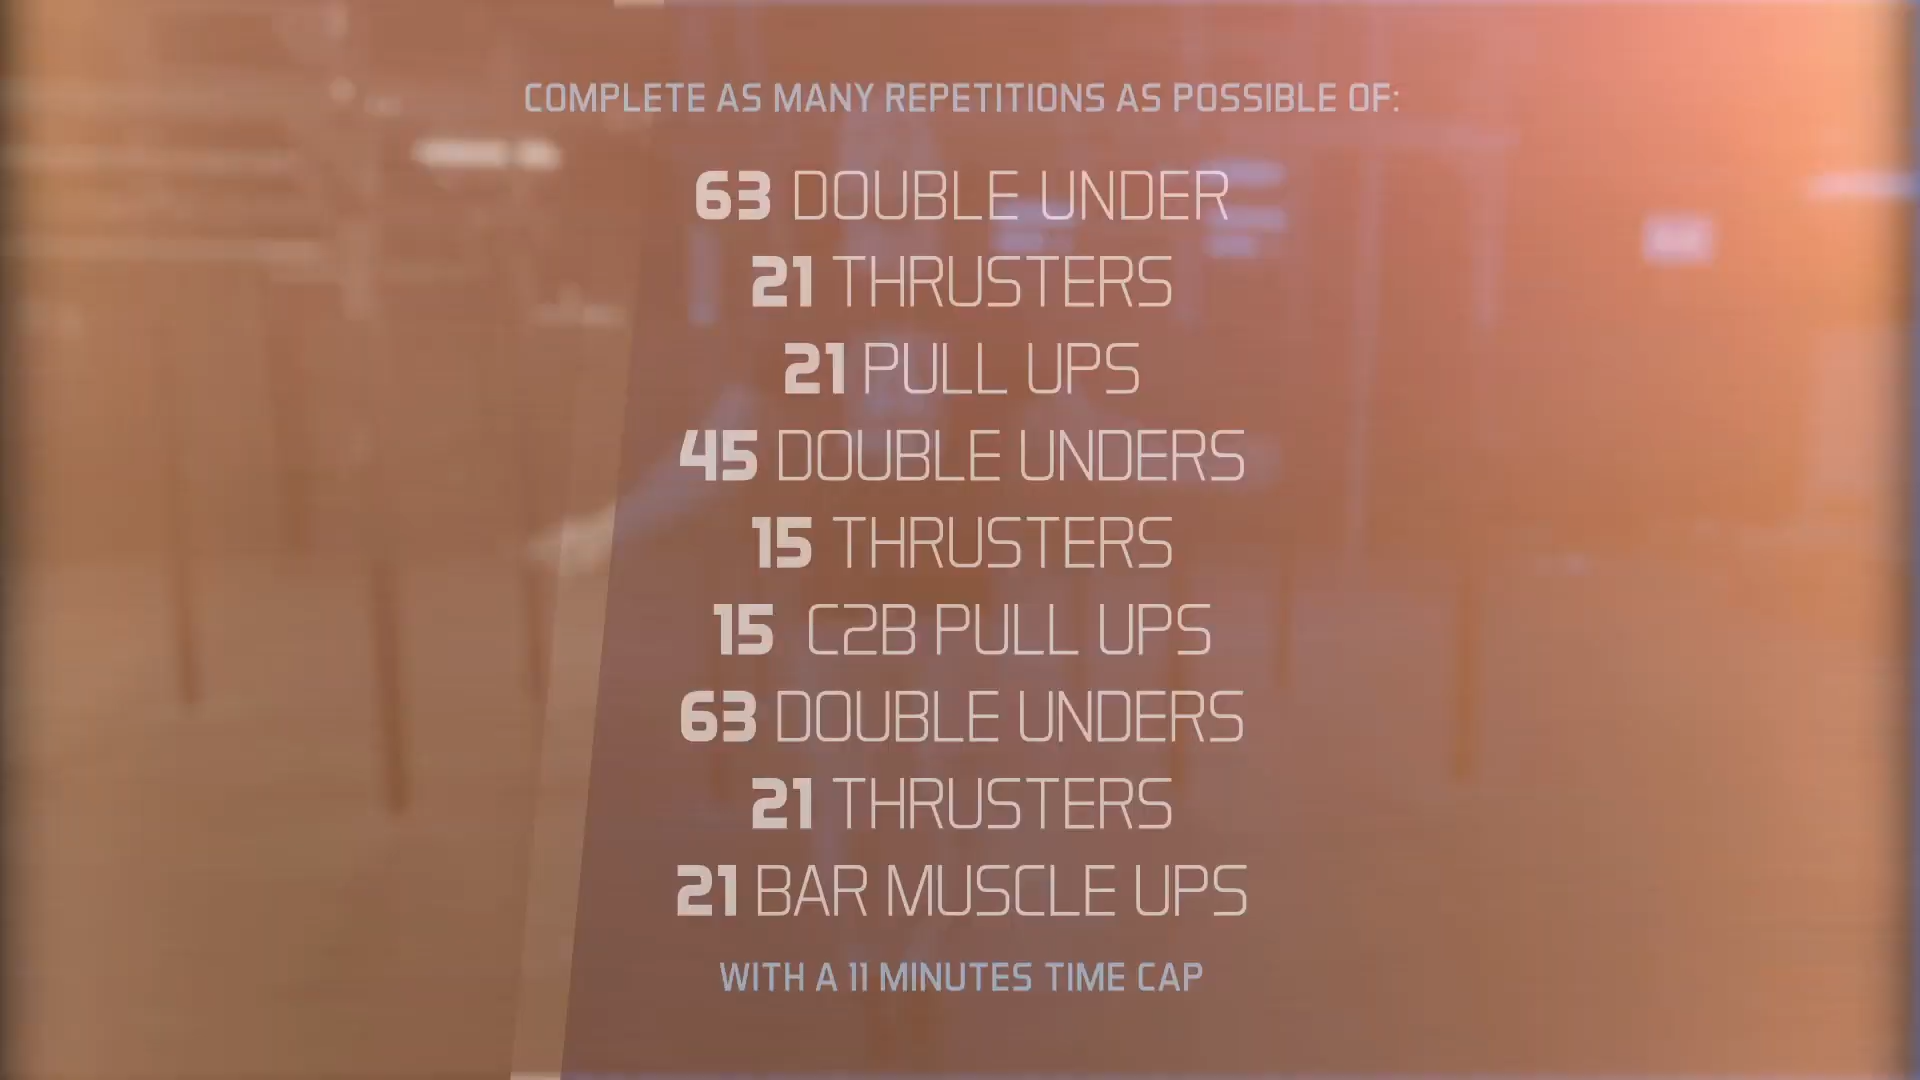 COMPLETE AS MANY REPETITIONS AS POSSIBLE OF:
63 DOUBLE UNDER
21 THRUSTERS
21 PULL UPS
45 DOUBLE UNDERS
15 THRUSTERS
15 C2B PULL UPS
63 DOUBLE UNDERS
21 THRUSTERS
21 BAR MUSCLE UPS
WITH A 11 MINUTES TIME CAP